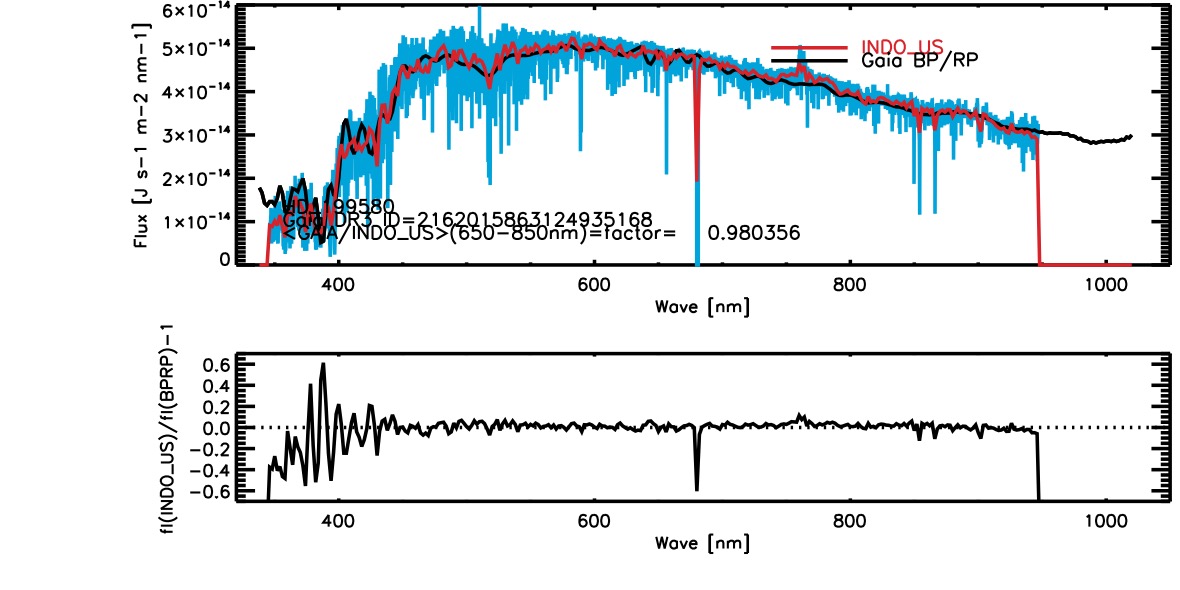 6×10−14
5×10−14
4×10−14
3×10−14
2×10−14
1×10−14
0
Flux [J s−1 m−2 nm−1]
INDO_US
Gaia BP/RP
HD 199580
Gaia DR3 ID=2162015863124935168
<GAIA/INDO_US>(650−850nm)=factor= 0.980356
400 600 800 1000
Wave [nm]
fl(INDO_US)/fl(BPRP)−1
0.6
0.4
0.2
0.0
−0.2
−0.4
−0.6
400 600 800 1000
Wave [nm]